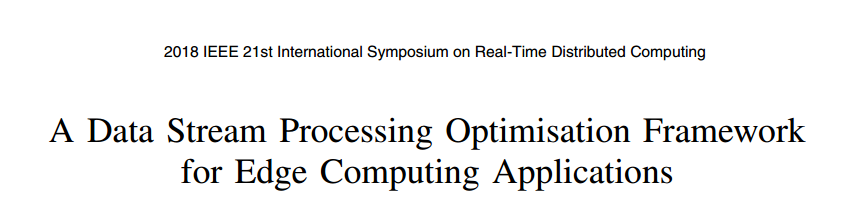 2018 IEEE 21st International Symposium on Real-Time Distributed Computing
A Data Stream Processing Optimisation Framework
for Edge Computing Applications